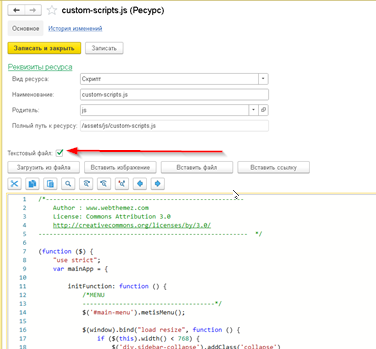 custom-scripts.js (Ресурс)
Основное История изменений
Записать и закрыть Записать
Реквизиты ресурса
Вид ресурса: Скрипт
Наименование: custom-scripts.js
Родитель: js
Полный путь к ресурсу: /assets/js/custom-scripts.js
Текстовый файл:
Загрузить из файла Вставить изображение Вставить файл Вставить ссылку
1 /*------------------------------------------------------
2 Author : www.webthemez.com
3 License: Commons Attribution 3.0
4 http://creativecommons.org/licenses/by/3.0/
5 ------------------------------------------------------- */
6
7 (function ($) {
8 "use strict";
9 var mainApp = {
10
11 initFunction: function () {
12 /*MENU
13 ------------------------------------*/
14 $('#main-menu').metisMenu();
15
16 $(window).bind("load resize", function () {
17 if ($(this).width() < 768) {
18 $('div.sidebar-collapse').addClass('collapse')